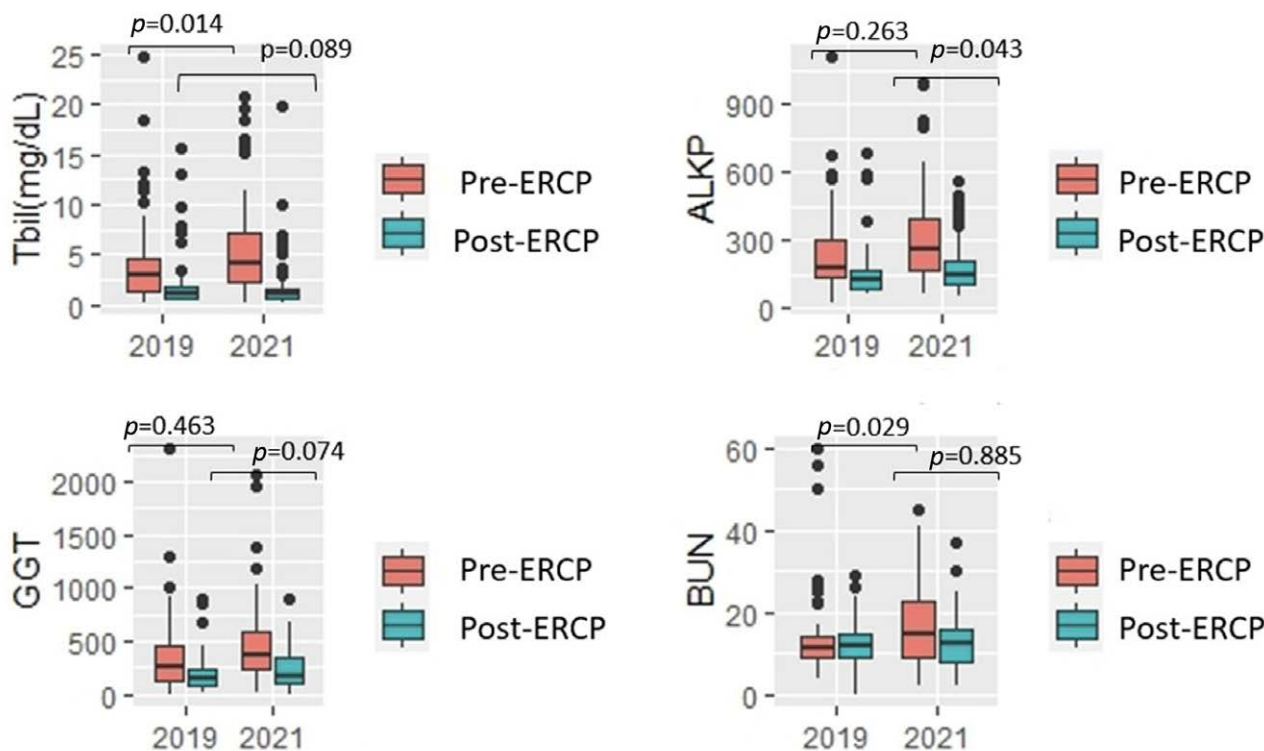 p=0.014
p=0.089
Tbil(mg/dL)
25
20
15
10
5
0
2019 2021
Pre-ERCP
Post-ERCP
p=0.263
p=0.043
ALKP
900
600
300
0
2019 2021
Pre-ERCP
Post-ERCP
p=0.463
p=0.074
GGT
2000
1500
1000
500
0
2019 2021
Pre-ERCP
Post-ERCP
p=0.029
p=0.885
BUN
60
40
20
0
2019 2021
Pre-ERCP
Post-ERCP